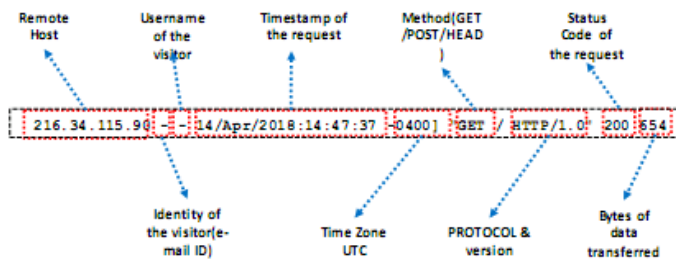 Remote
Host
Username
of the
visitor
Timestamp of
the request
Method(GET
/POST/HEAD
)
Status
Code of
the request
216.34.115.90 - - 14/Apr/2018:14:47:37 -0400] "GET / HTTP/1.0" 200 654
Identity of
the visitor(e-
mail ID)
Time Zone
UTC
PROTOCOL &
version
Bytes of
data
transferred